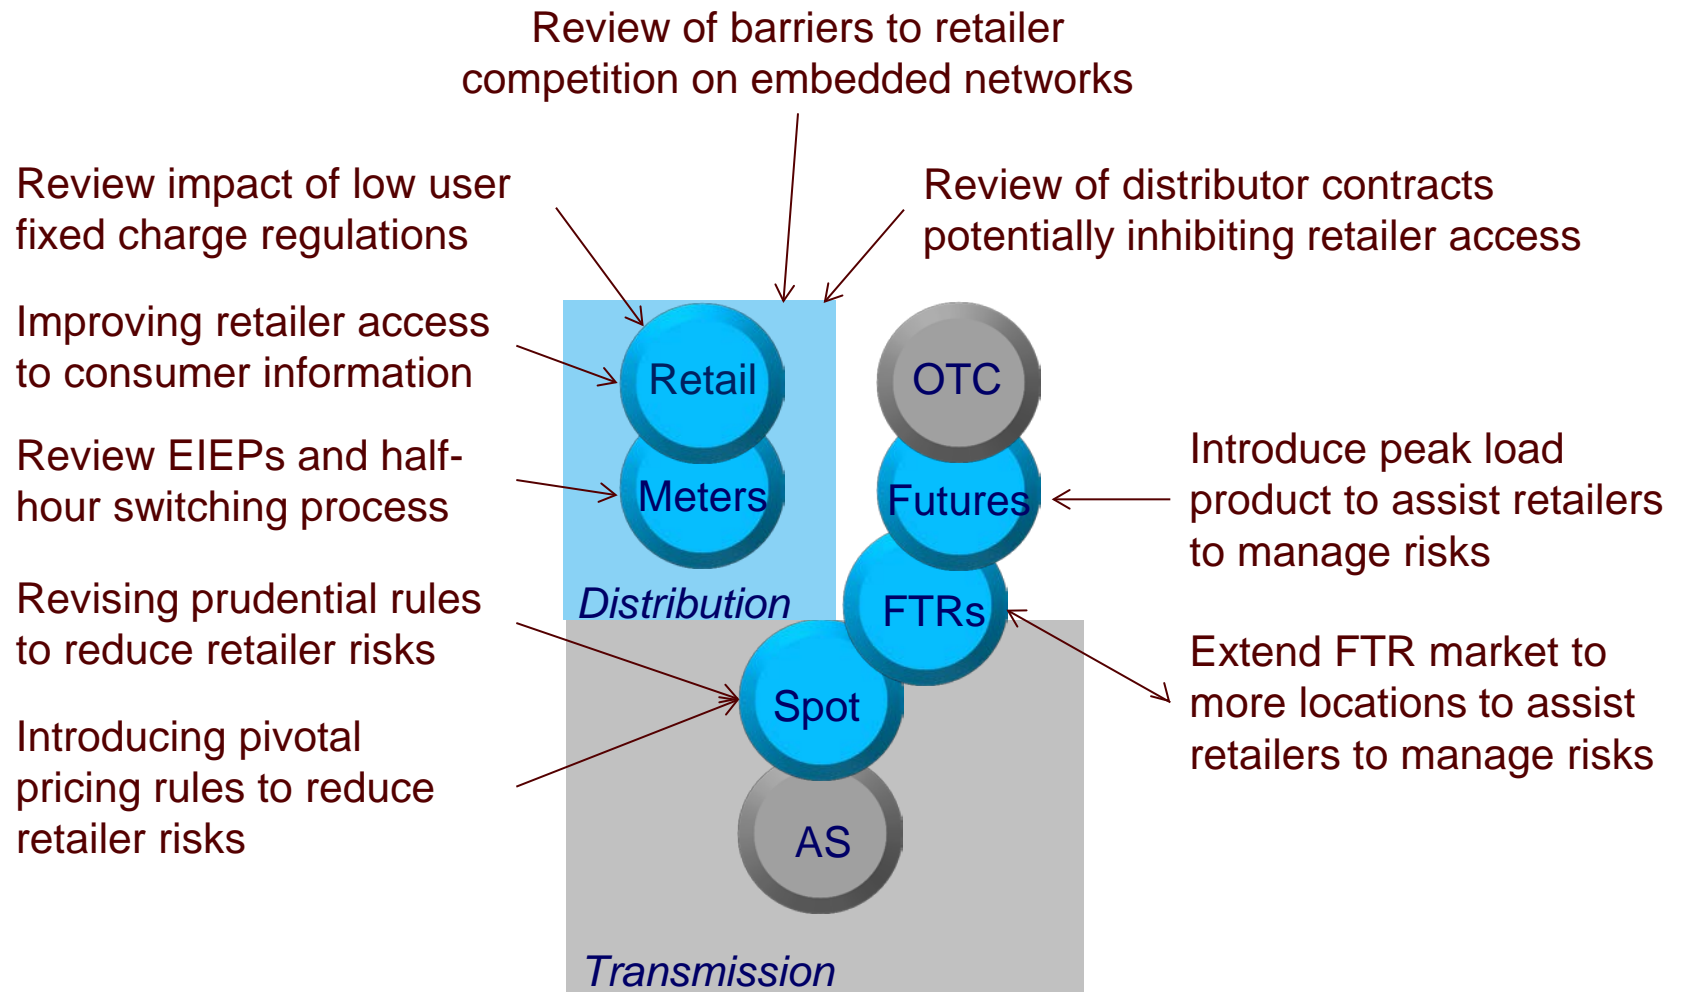 Review of barriers to retailer
competition on embedded networks
Review impact of low user
fixed charge regulations
Review of distributor contracts
potentially inhibiting retailer access
Improving retailer access
to consumer information
Review EIEPs and half-
hour switching process
Revising prudential rules
to reduce retailer risks
Introducing pivotal
pricing rules to reduce
retailer risks
Retail
Meters
Distribution
OTC
Futures
FTRs
Spot
AS
Transmission
Introduce peak load
product to assist retailers
to manage risks
Extend FTR market to
more locations to assist
retailers to manage risks